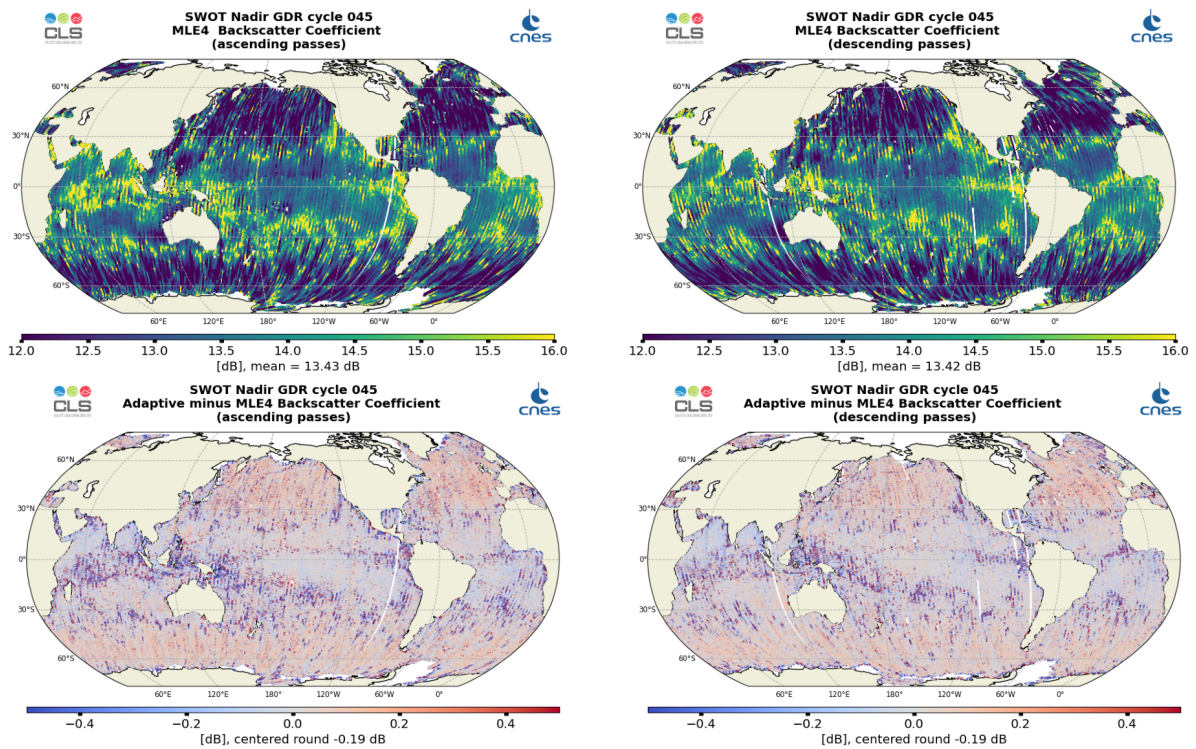 CLS
SWOT Nadir GDR cycle 045
MLE4 Backscatter Coefficient
(ascending passes)
cnes
60°N
30°N
0°
30°S
60°S
60°E 120°E 180° 120°W 60°W 0°
12.0 12.5 13.0 13.5 14.0 14.5 15.0 15.5 16.0
[dB], mean = 13.43 dB
CLS
SWOT Nadir GDR cycle 045
MLE4 Backscatter Coefficient
(descending passes)
cnes
60°N
30°N
0°
30°S
60°S
60°E 120°E 180° 120°W 60°W 0°
12.0 12.5 13.0 13.5 14.0 14.5 15.0 15.5 16.0
[dB], mean = 13.42 dB
CLS
SWOT Nadir GDR cycle 045
Adaptive minus MLE4 Backscatter Coefficient
(ascending passes)
cnes
60°N
30°N
0°
30°S
60°S
60°E 120°E 180° 120°W 60°W 0°
−0.4 −0.2 0.0 0.2 0.4
[dB], centered round -0.19 dB
CLS
SWOT Nadir GDR cycle 045
Adaptive minus MLE4 Backscatter Coefficient
(descending passes)
cnes
60°N
30°N
0°
30°S
60°S
60°E 120°E 180° 120°W 60°W 0°
−0.4 −0.2 0.0 0.2 0.4
[dB], centered round -0.19 dB